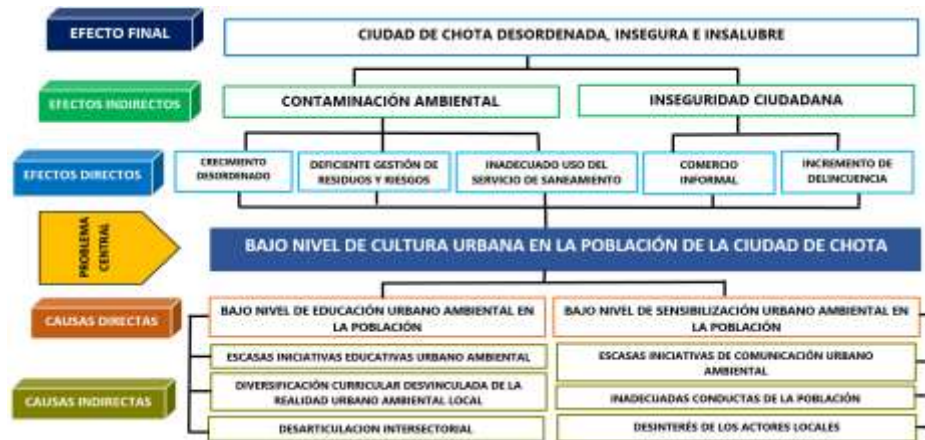 EFECTO FINAL
CIUDAD DE CHOTA DESORDENADA, INSEGURA E INSALUBRE
EFECTOS INDIRECTOS
CONTAMINACIÓN AMBIENTAL
INSEGURIDAD CIUDADANA
EFECTOS DIRECTOS
CRECIMIENTO
DESORDENADO
DEFICIENTE GESTIÓN DE
RESIDUOS Y RIESGOS
INADECUADO USO DEL
SERVICIO DE SANEAMIENTO
COMERCIO
INFORMAL
INCREMENTO DE
DELINCUENCIA
PROBLEMA
CENTRAL
BAJO NIVEL DE CULTURA URBANA EN LA POBLACIÓN DE LA CIUDAD DE CHOTA
CAUSAS DIRECTAS
BAJO NIVEL DE EDUCACIÓN URBANO AMBIENTAL EN
LA POBLACIÓN
BAJO NIVEL DE SENSIBILIZACIÓN URBANO AMBIENTAL EN
LA POBLACIÓN
CAUSAS INDIRECTAS
ESCASAS INICIATIVAS EDUCATIVAS URBANO AMBIENTAL
ESCASAS INICIATIVAS DE COMUNICACIÓN URBANO
AMBIENTAL
DIVERSIFICACIÓN CURRICULAR DESVINCULADA DE LA
REALIDAD URBANO AMBIENTAL LOCAL
INADECUADAS CONDUCTAS DE LA POBLACIÓN
DESARTICULACION INTERSECTORIAL
DESINTERÉS DE LOS ACTORES LOCALES